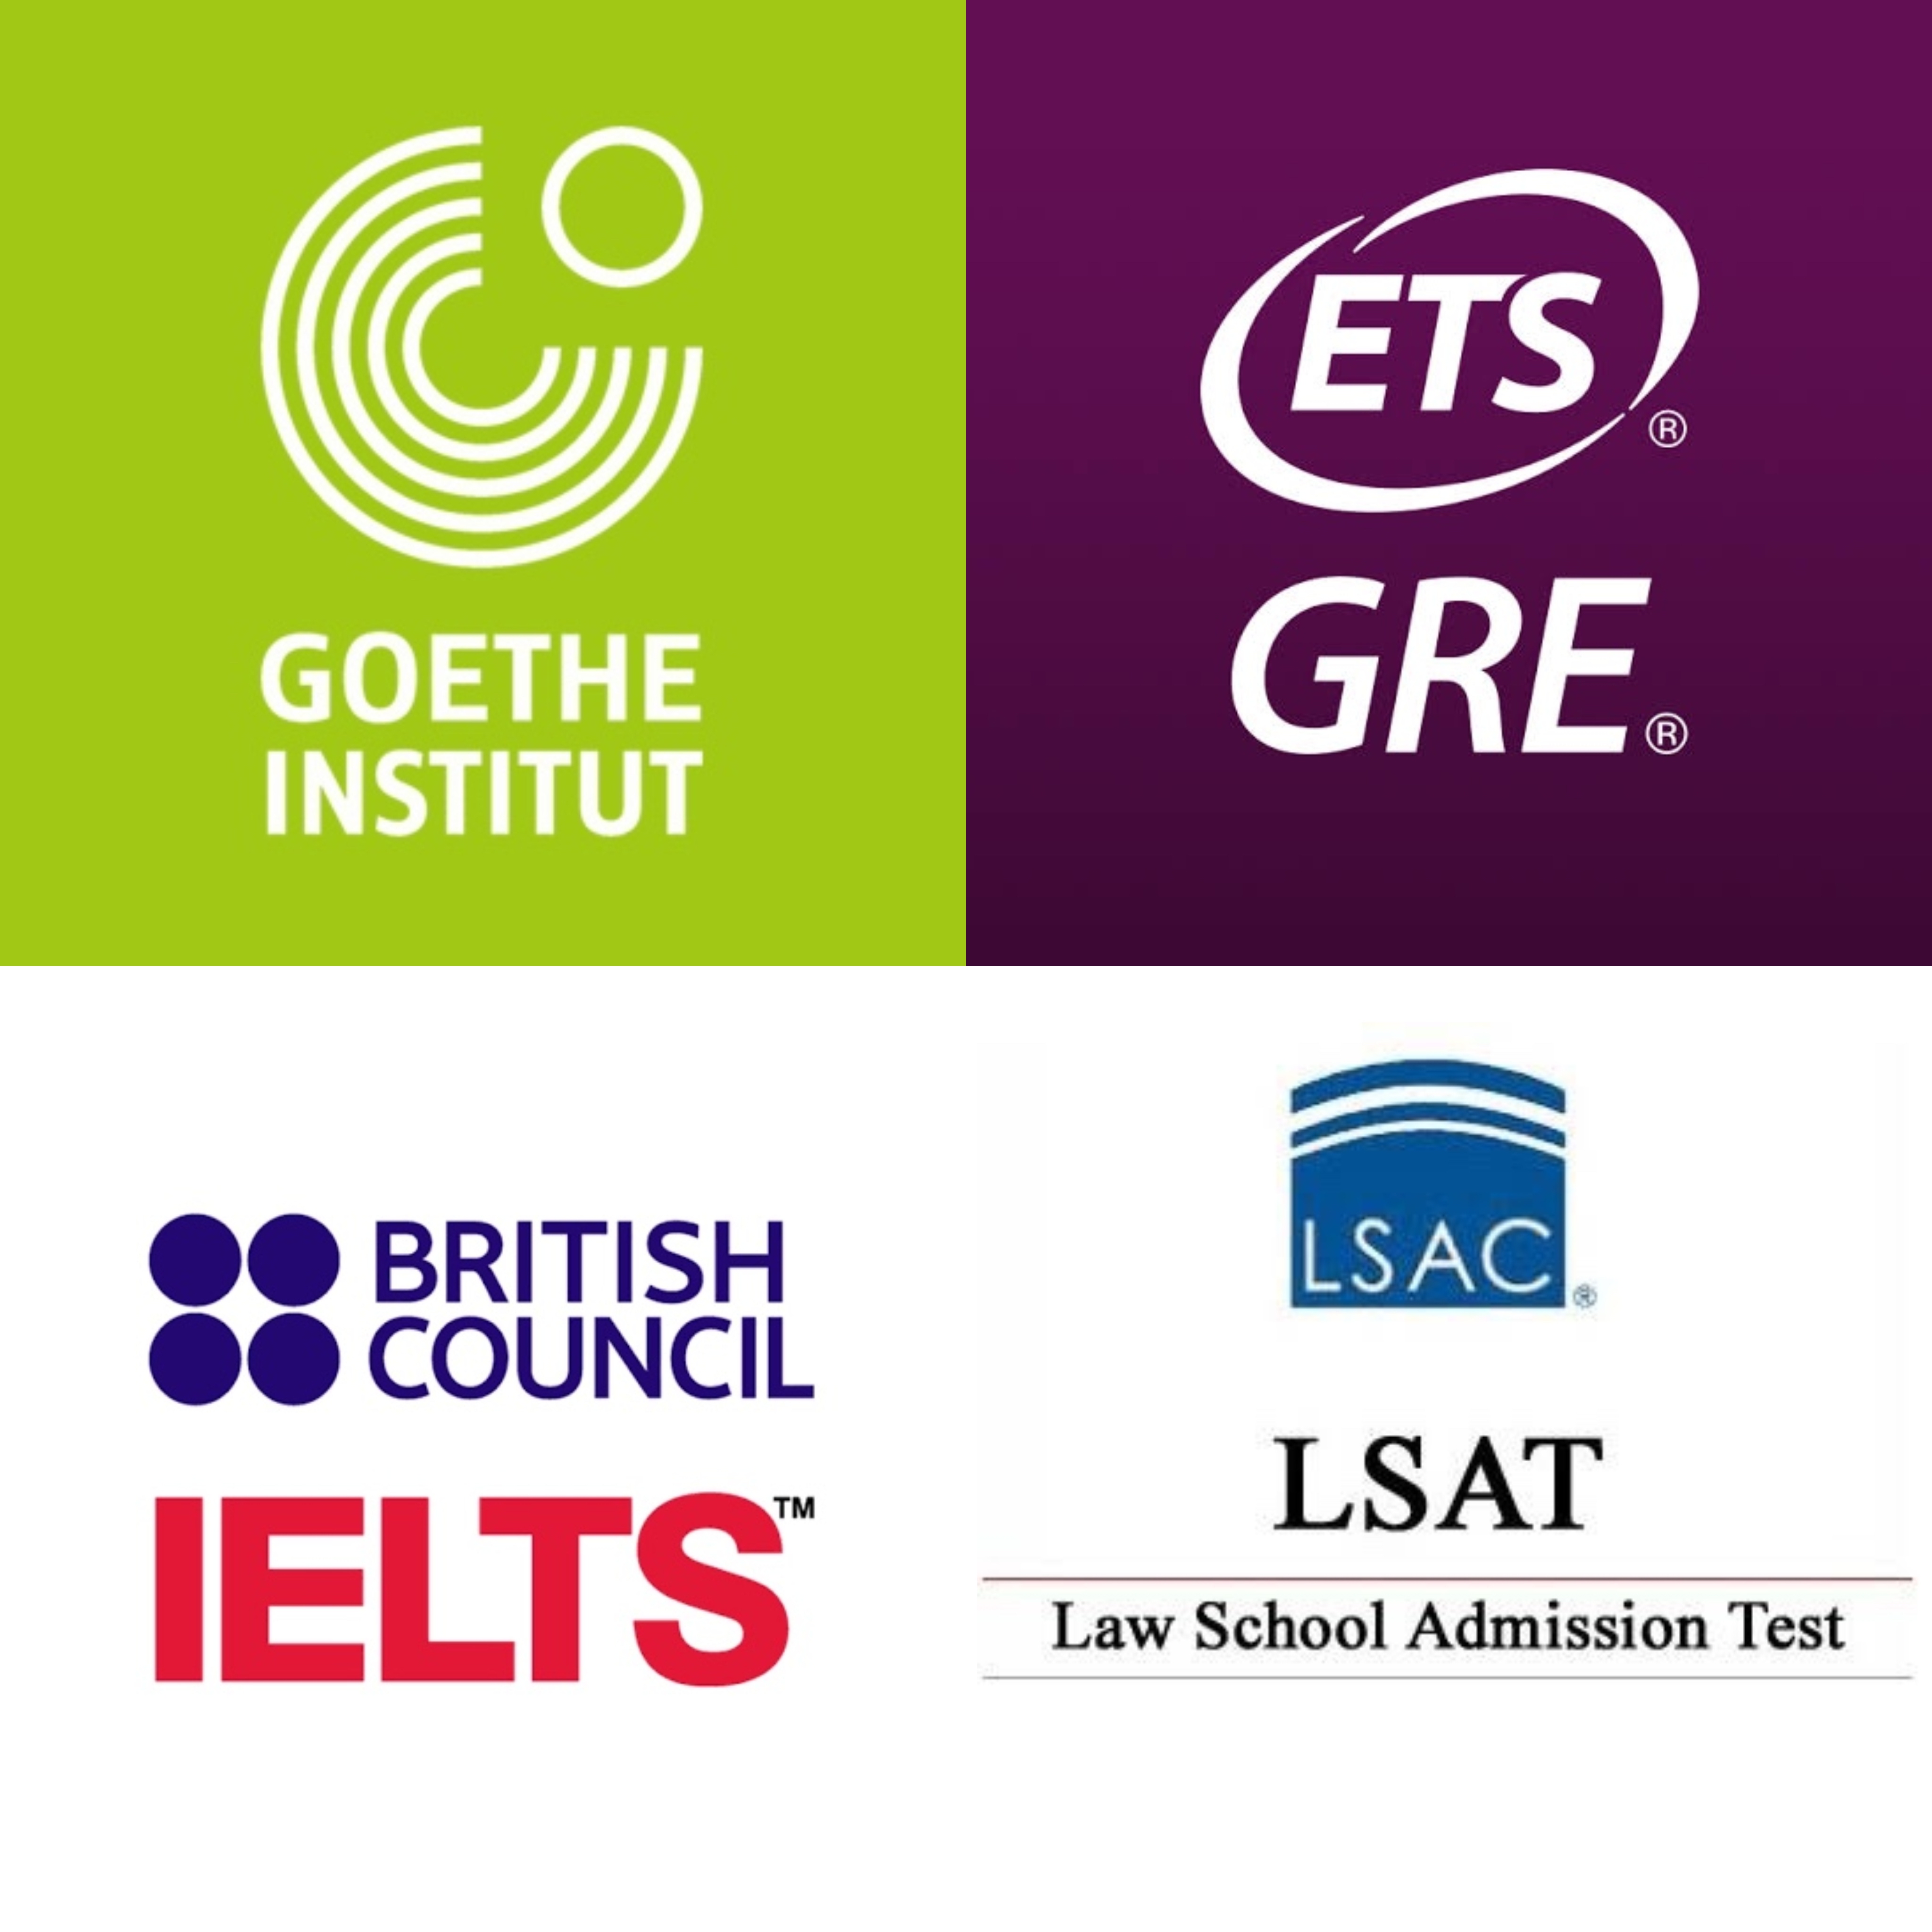 GOETHE
INSTITUT
ETS®
GRE®
BRITISH
COUNCIL
IELTS™
LSAC®
LSAT
Law School Admission Test